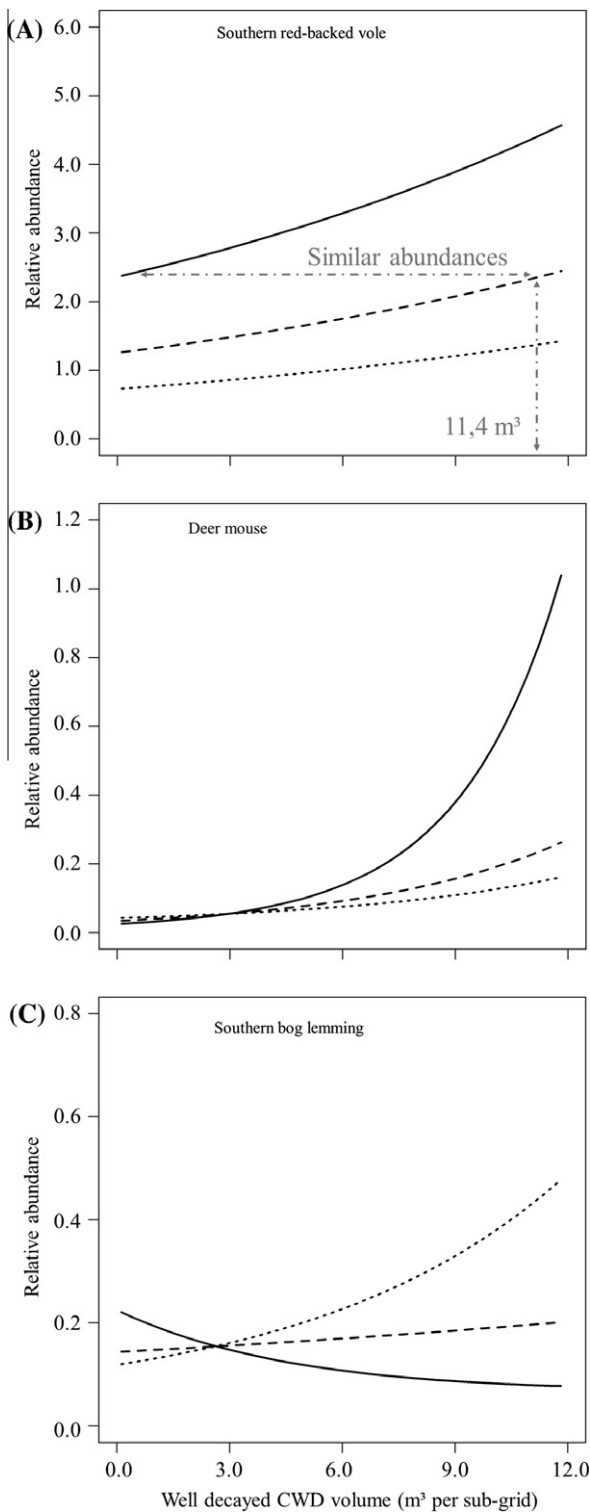 (A)
Southern red-backed vole
6.0
5.0
4.0
3.0
2.0
1.0
0.0
Relative abundance
Similar abundances
11,4 m³
(B)
Deer mouse
1.2
1.0
0.8
0.6
0.4
0.2
0.0
Relative abundance
(C)
Southern bog lemming
0.8
0.6
0.4
0.2
0.0
Relative abundance
0.0 3.0 6.0 9.0 12.0
Well decayed CWD volume (m³ per sub-grid)